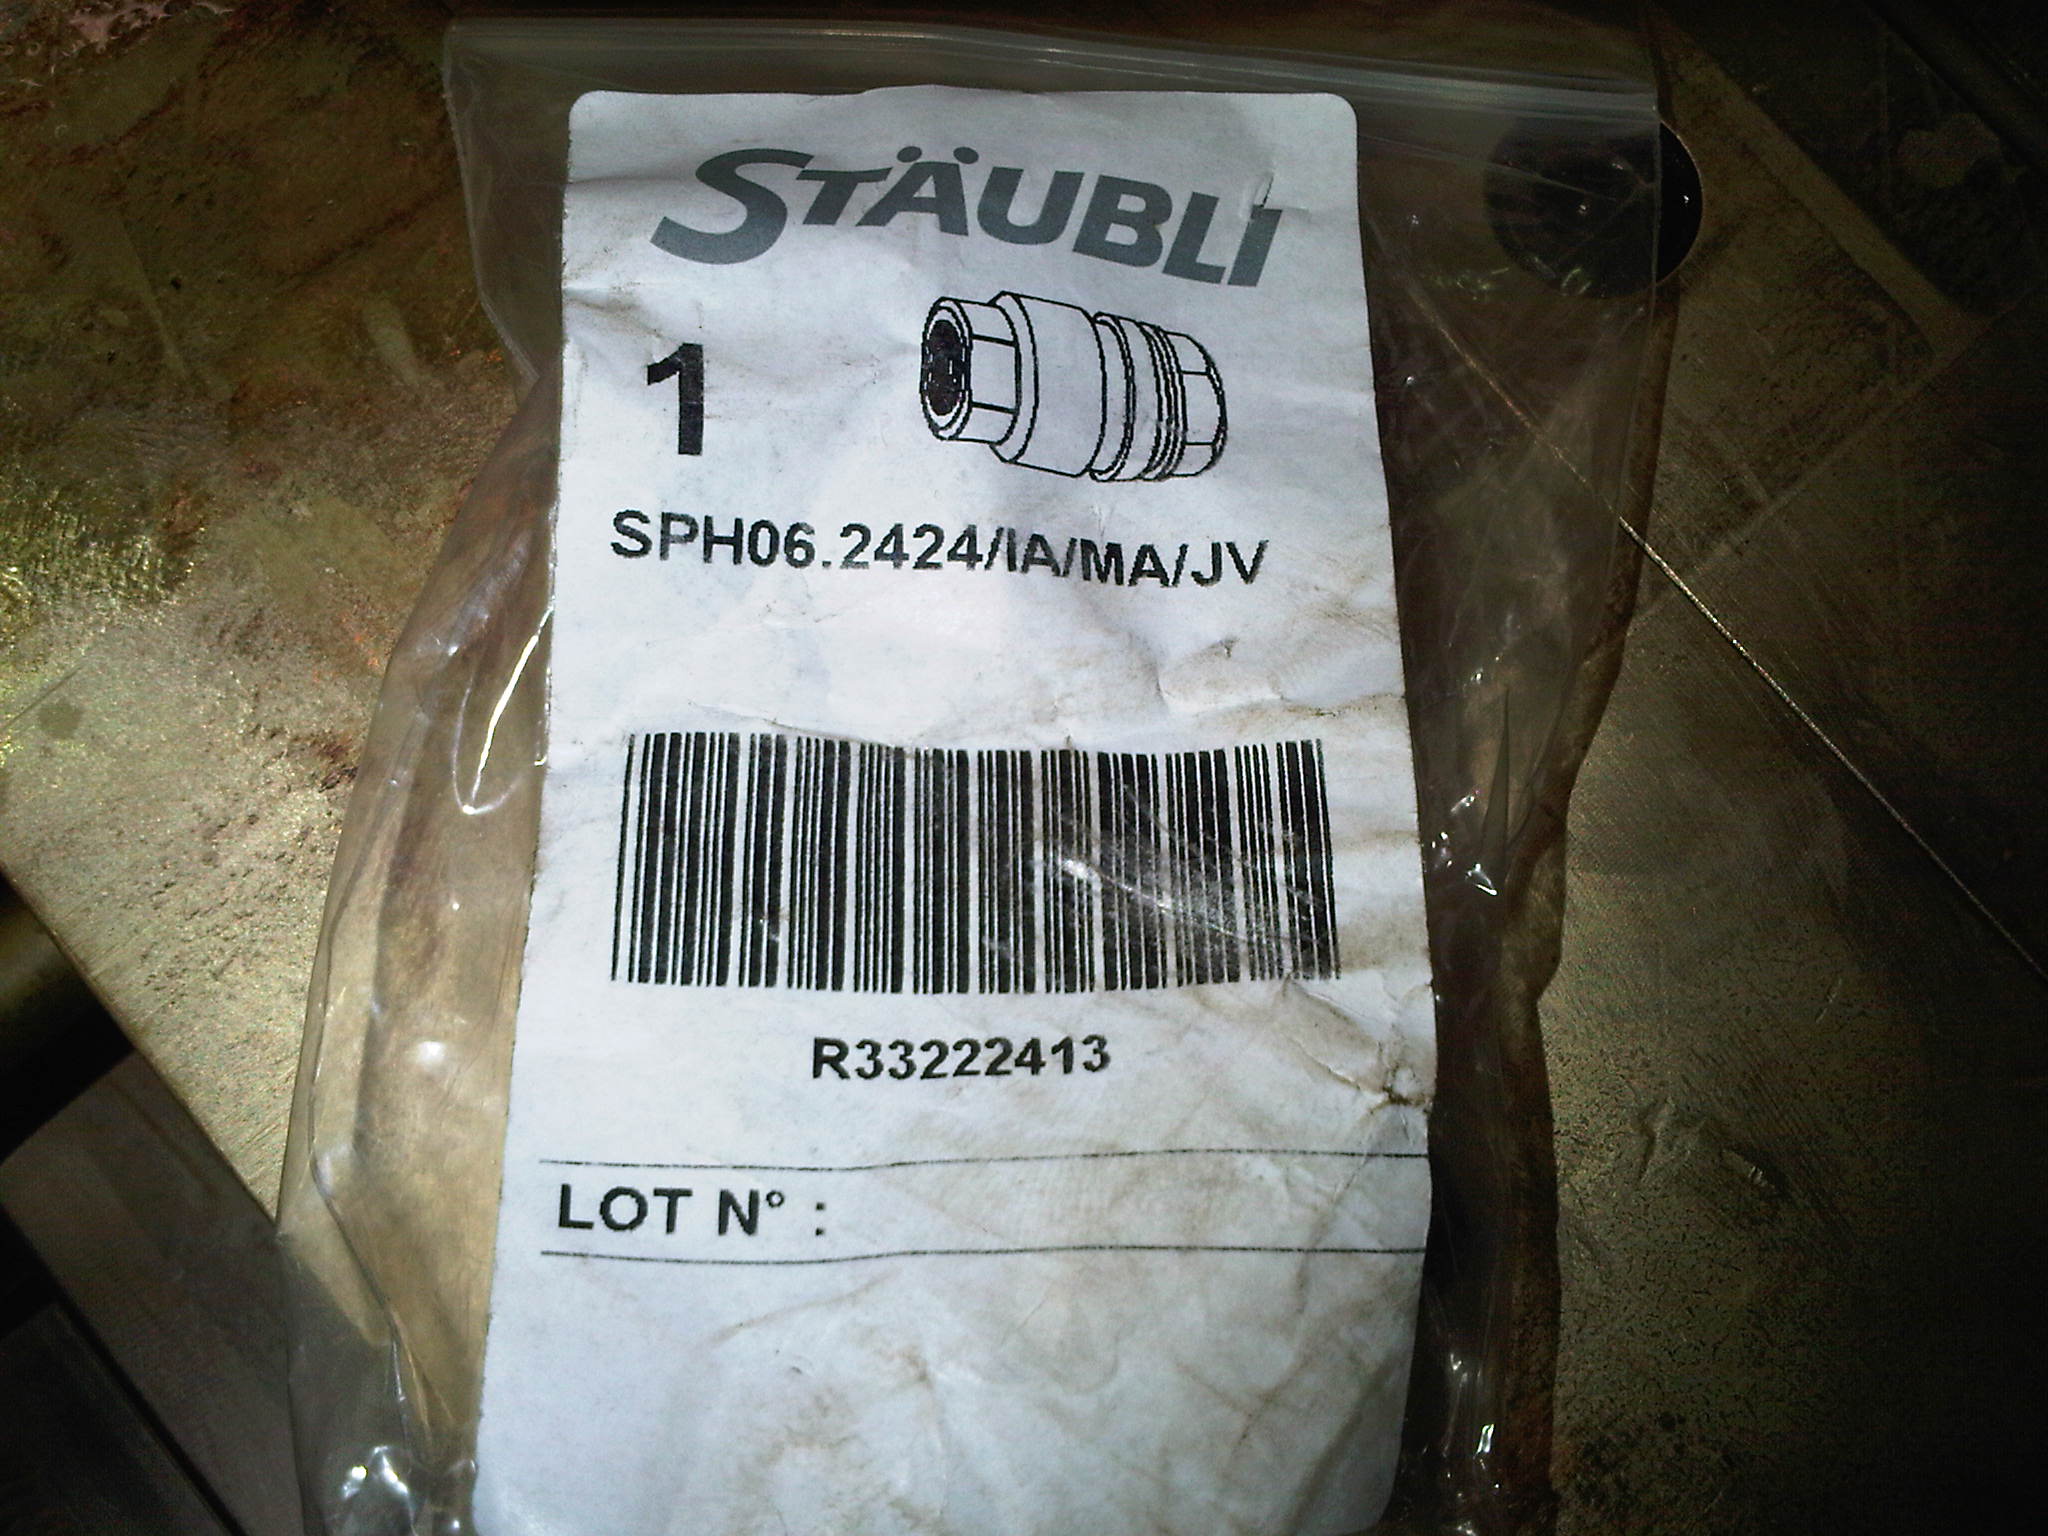 STÄUBLI
1
SPH06.2424/IA/MA/JV
R33222413
LOT N° :